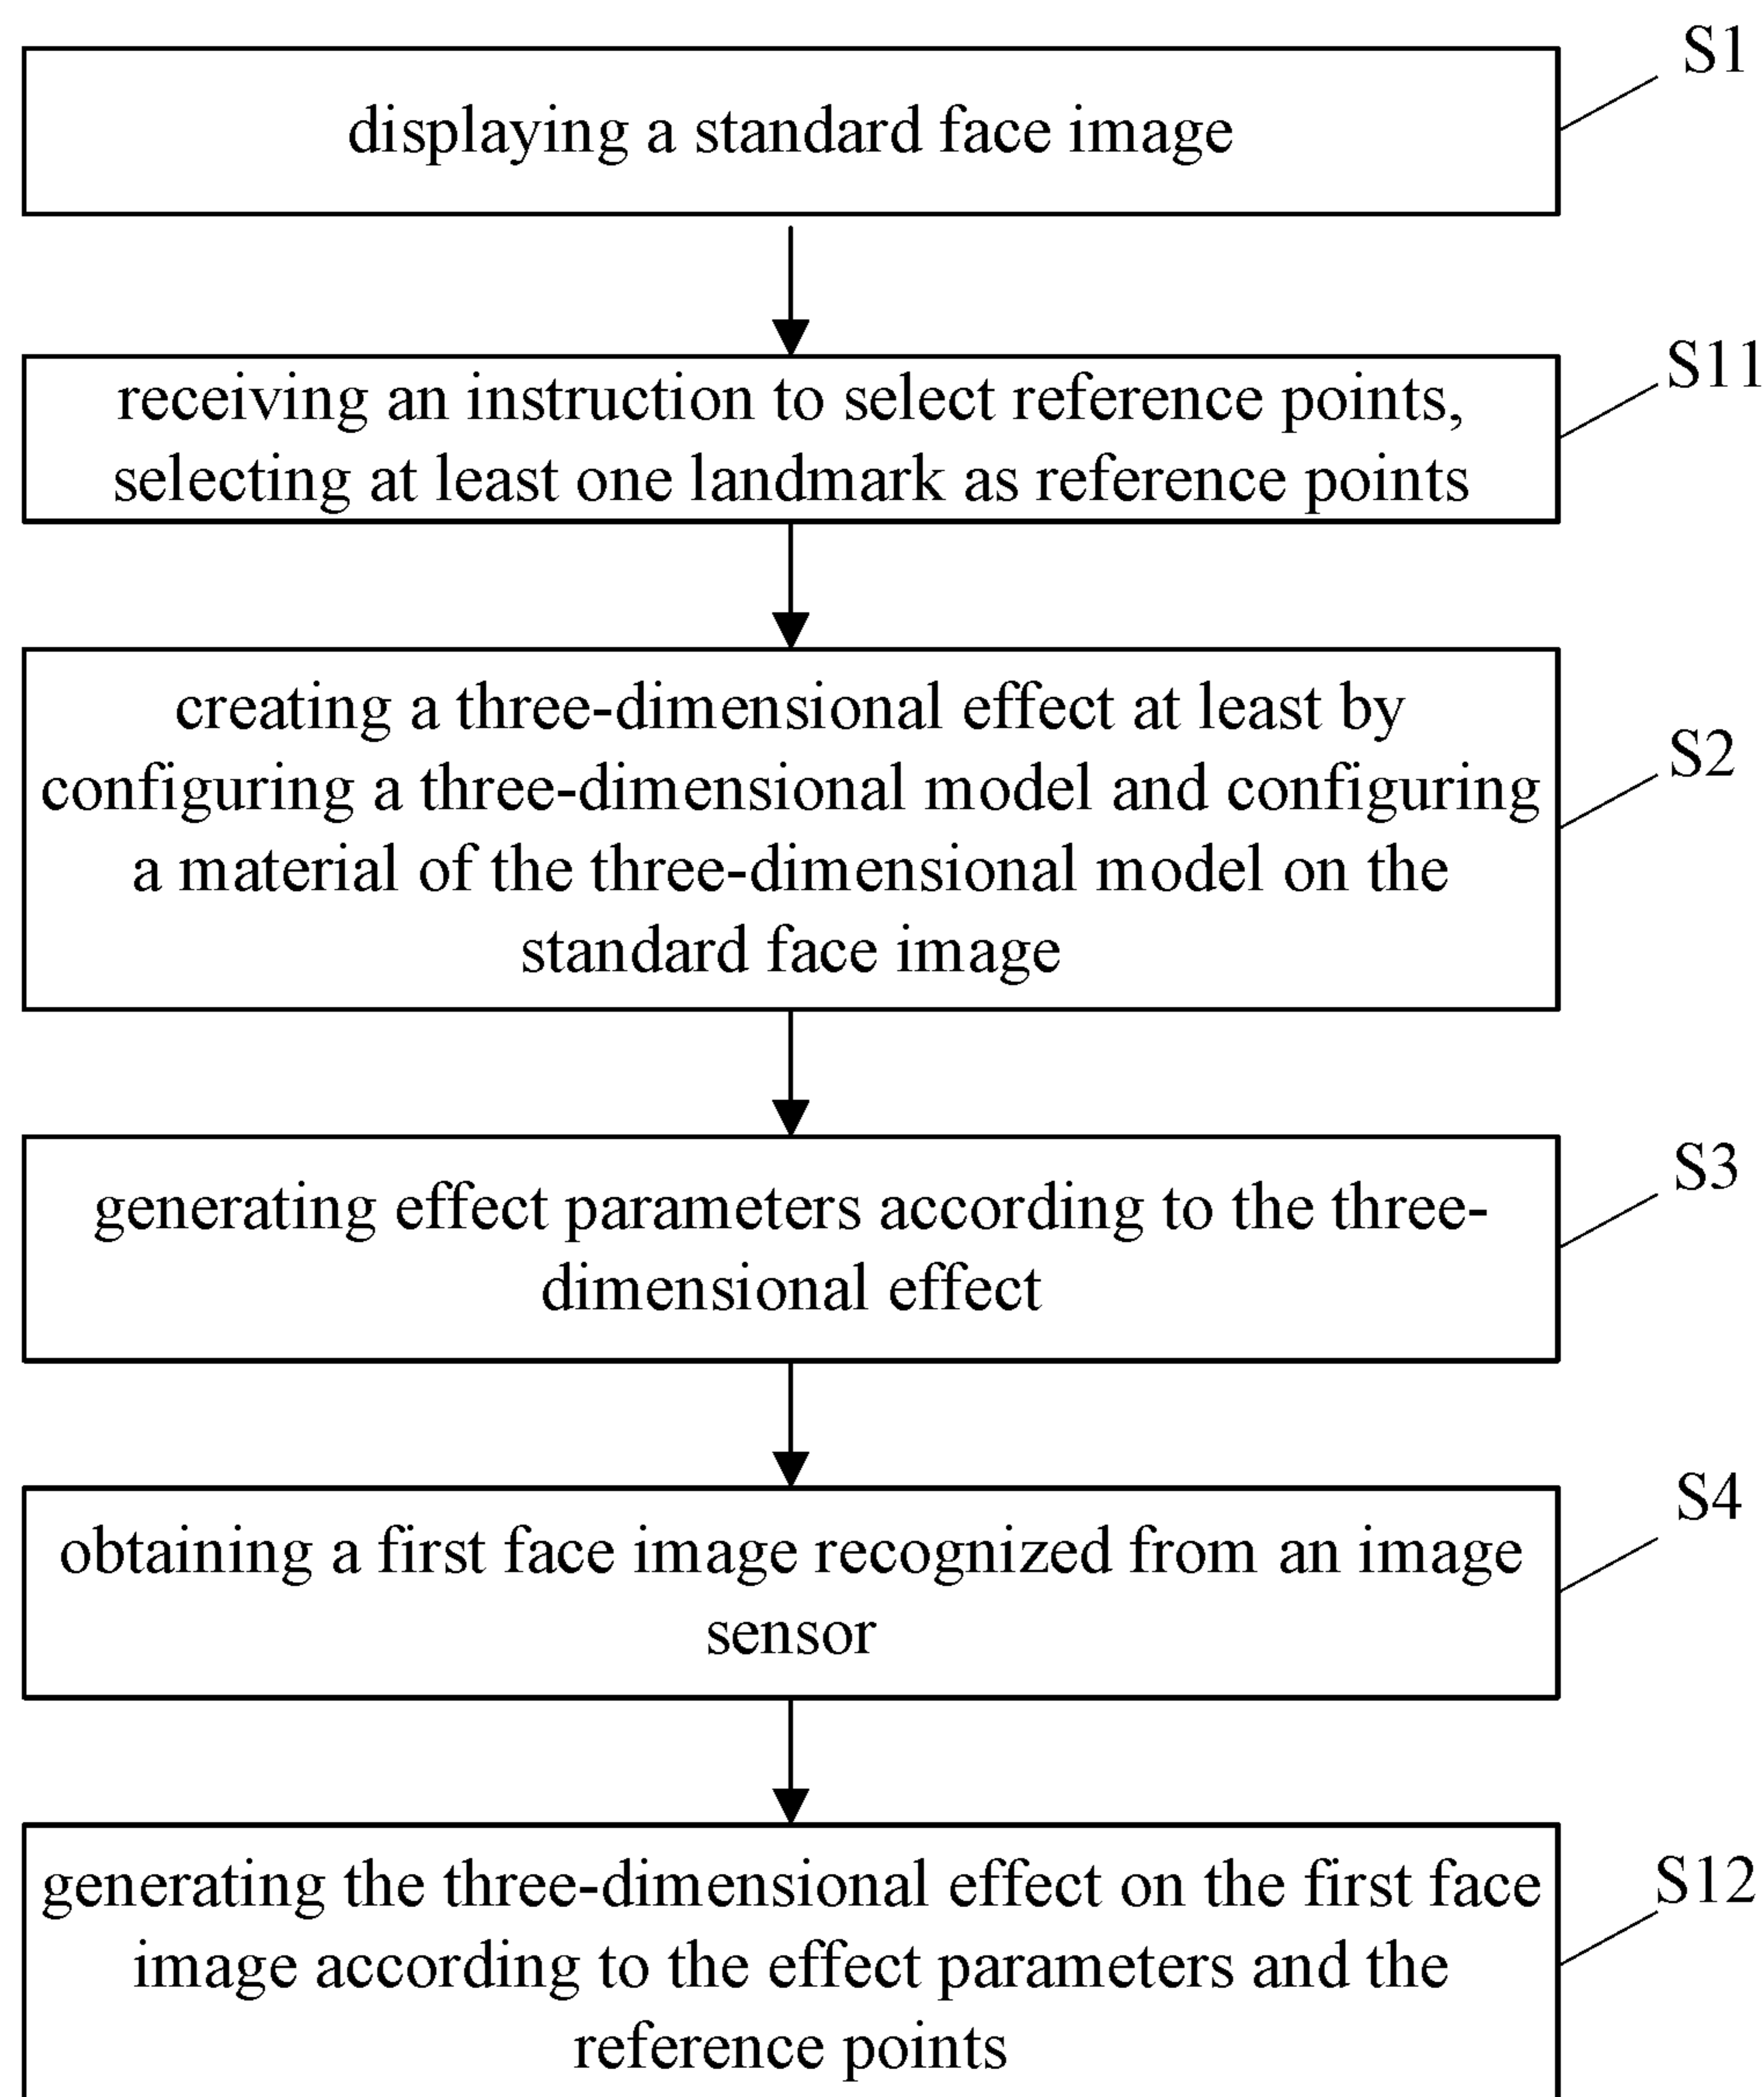 S1
displaying a standard face image
S11
receiving an instruction to select reference points,
selecting at least one landmark as reference points
creating a three-dimensional effect at least by
S2
configuring a three-dimensional model and configuring
a material of the three-dimensional model on the
standard face image
S3
generating effect parameters according to the three-
dimensional effect
S4
obtaining a first face image recognized from an image
sensor
S12
generating the three-dimensional effect on the first face
image according to the effect parameters and the
reference points